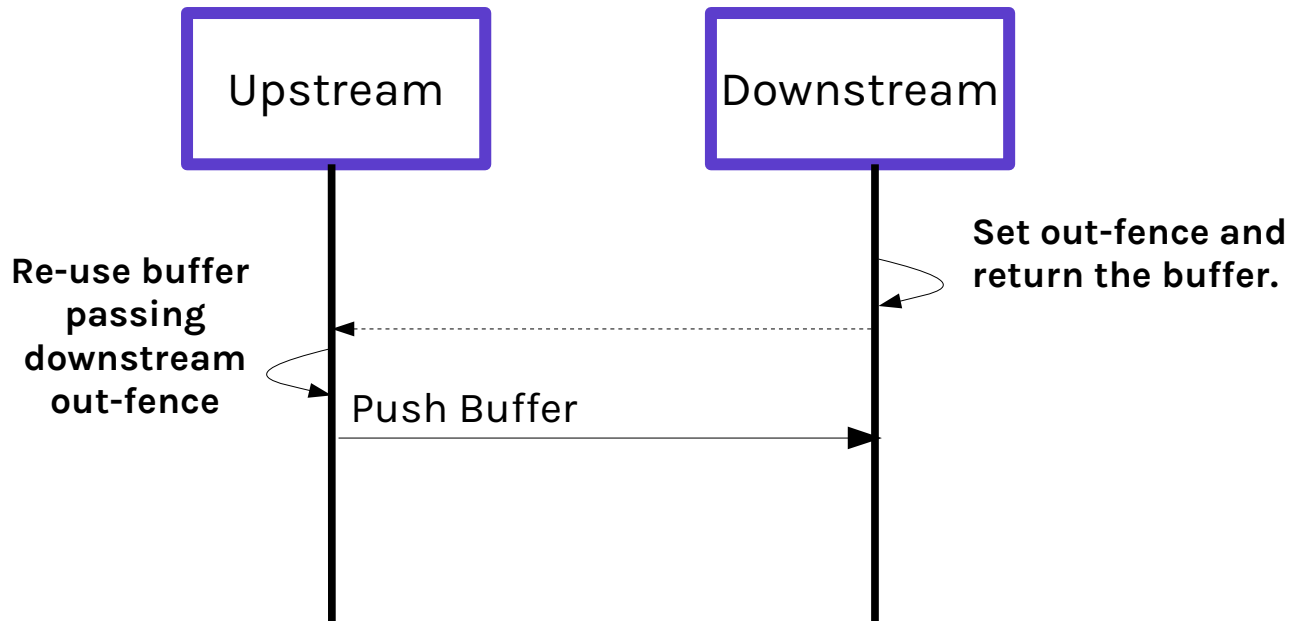 Upstream
Downstream
Set out-fence and
return the buffer.
Re-use buffer
passing
downstream
out-fence
Push Buffer